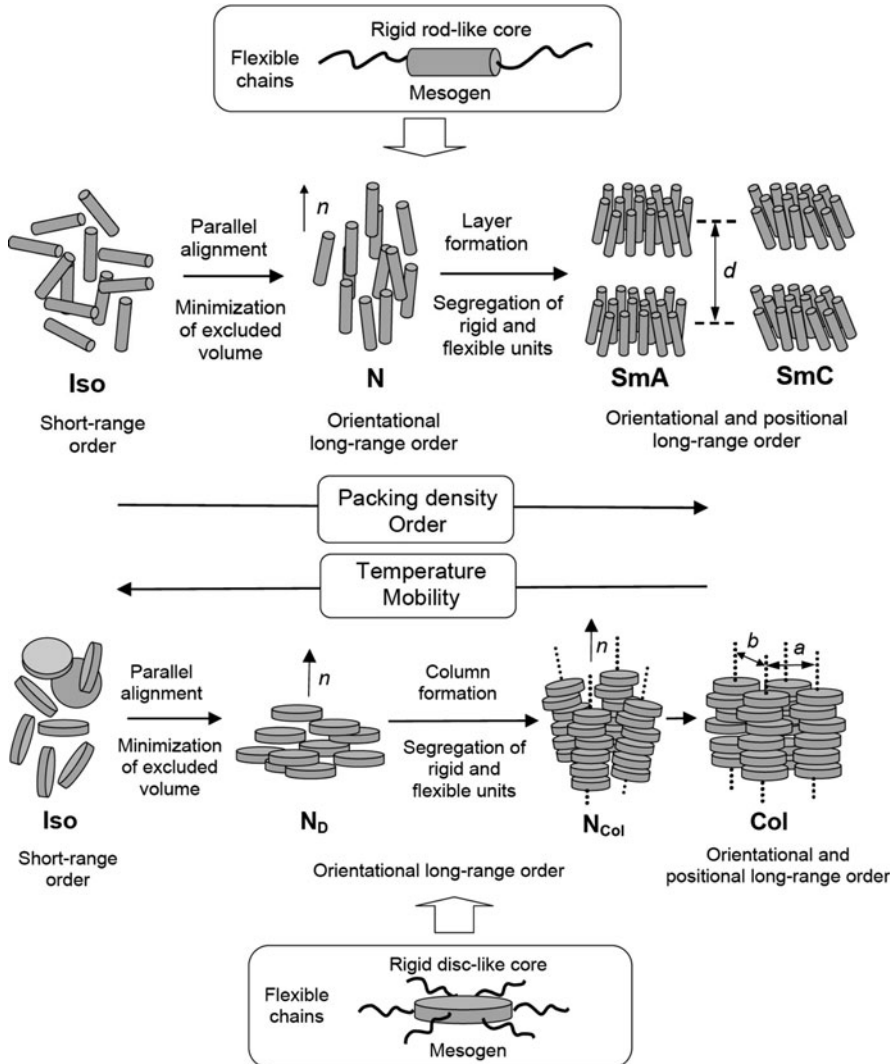 Rigid rod-like core
Flexible
chains
Mesogen
n
Parallel
alignment
Minimization
of excluded
volume
Layer
formation
Segregation of
rigid and
flexible units
d
Iso
N
SmA
SmC
Short-range
order
Orientational
long-range order
Orientational and positional
long-range order
Packing density
Order
Temperature
Mobility
Parallel
alignment
Minimization
of excluded
volume
n
Column
formation
Segregation of
rigid and
flexible units
n
b
a
Iso
N_D
N_Col
Col
Short-range
order
Orientational long-range order
Orientational and
positional long-range order
Rigid disc-like core
Flexible
chains
Mesogen